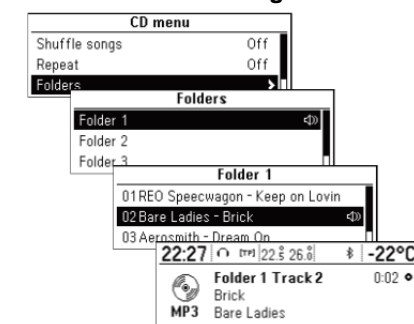 CD menu
Shuffle songs Off
Repeat Off
Folders
Folders
Folder 1
Folder 2
Folder 3
Folder 1
01 REO Speecwagon - Keep on Lovin
02 Bare Ladies - Brick
03 Aerosmith - Dream On
22:27 [TP] 22.5° 26.0° -22°C
Folder 1 Track 2 0:02
Brick
MP3 Bare Ladies